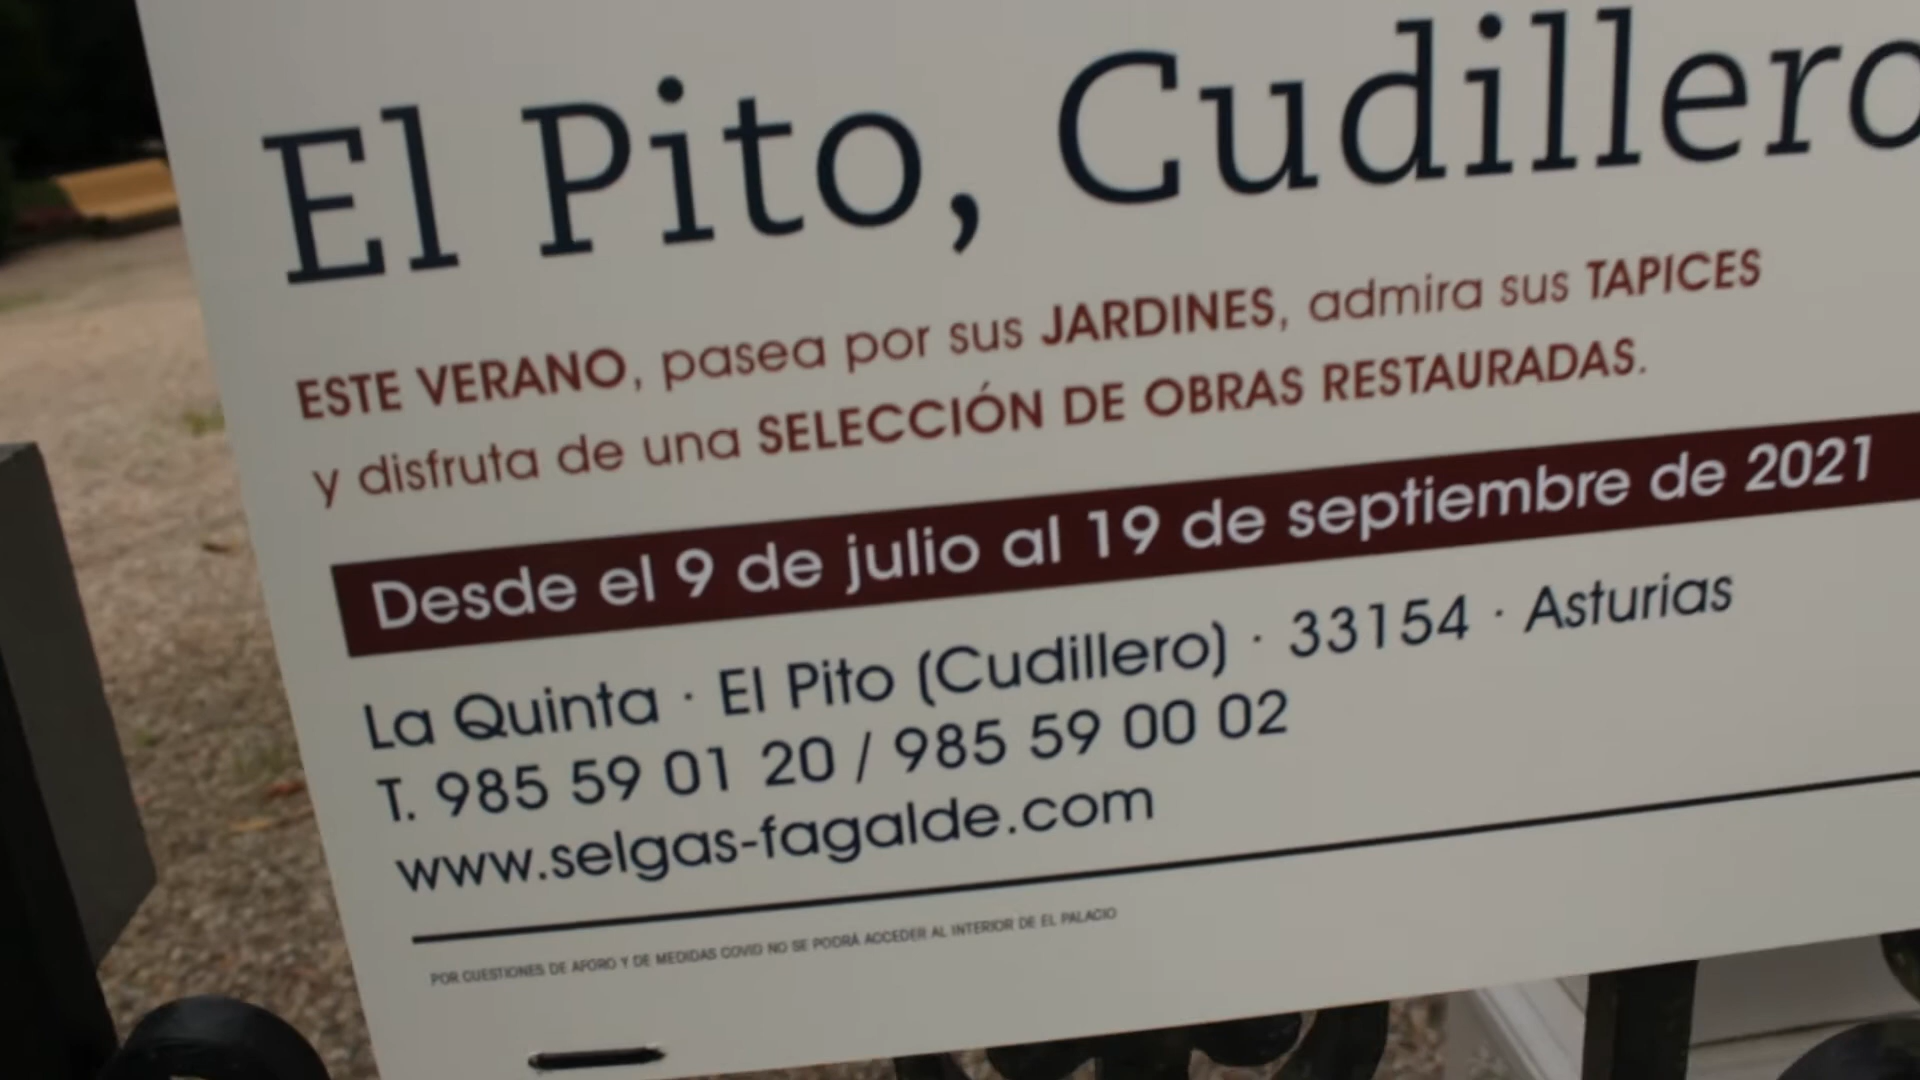 El Pito, Cudillero
ESTE VERANO, pasea por sus JARDINES, admira sus TAPICES
y disfruta de una SELECCIÓN DE OBRAS RESTAURADAS.
Desde el 9 de julio al 19 de septiembre de 2021
La Quinta · El Pito (Cudillero) · 33154 · Asturias
T. 985 59 01 20 / 985 59 00 02
www.selgas-fagalde.com
POR CUESTIONES DE AFORO Y DE MEDIDAS COVID NO SE PODRÁ ACCEDER AL INTERIOR DE EL PALACIO